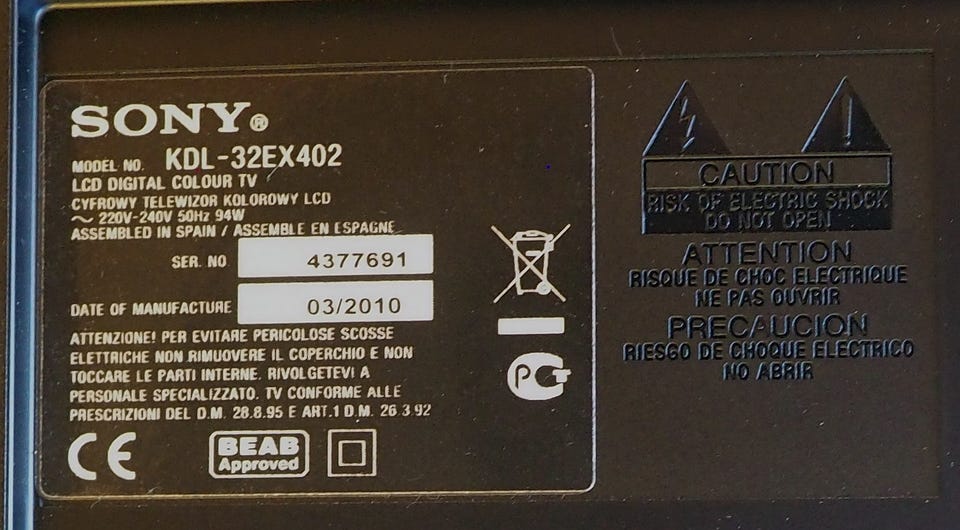 SONY®
MODEL NO. KDL-32EX402
LCD DIGITAL COLOUR TV
CYFROWY TELEWIZOR KOLOROWY LCD
~ 220V-240V 50Hz 94W
ASSEMBLED IN SPAIN / ASSEMBLE EN ESPAGNE
SER. NO 4377691
DATE OF MANUFACTURE 03/2010
ATTENZIONE! PER EVITARE PERICOLOSE SCOSSE
ELETTRICHE NON RIMUOVERE IL COPERCHIO E NON
TOCCARE LE PARTI INTERNE. RIVOLGETEVI A
PERSONALE SPECIALIZZATO. TV CONFORME ALLE
PRESCRIZIONI DEL D.M. 28.8.95 E ART.1 D.M. 26.3.92
CE
BEAB
Approved
PCT
CAUTION
RISK OF ELECTRIC SHOCK
DO NOT OPEN
ATTENTION
RISQUE DE CHOC ELECTRIQUE
NE PAS OUVRIR
PRECAUCION
RIESGO DE CHOQUE ELECTRICO
NO ABRIR